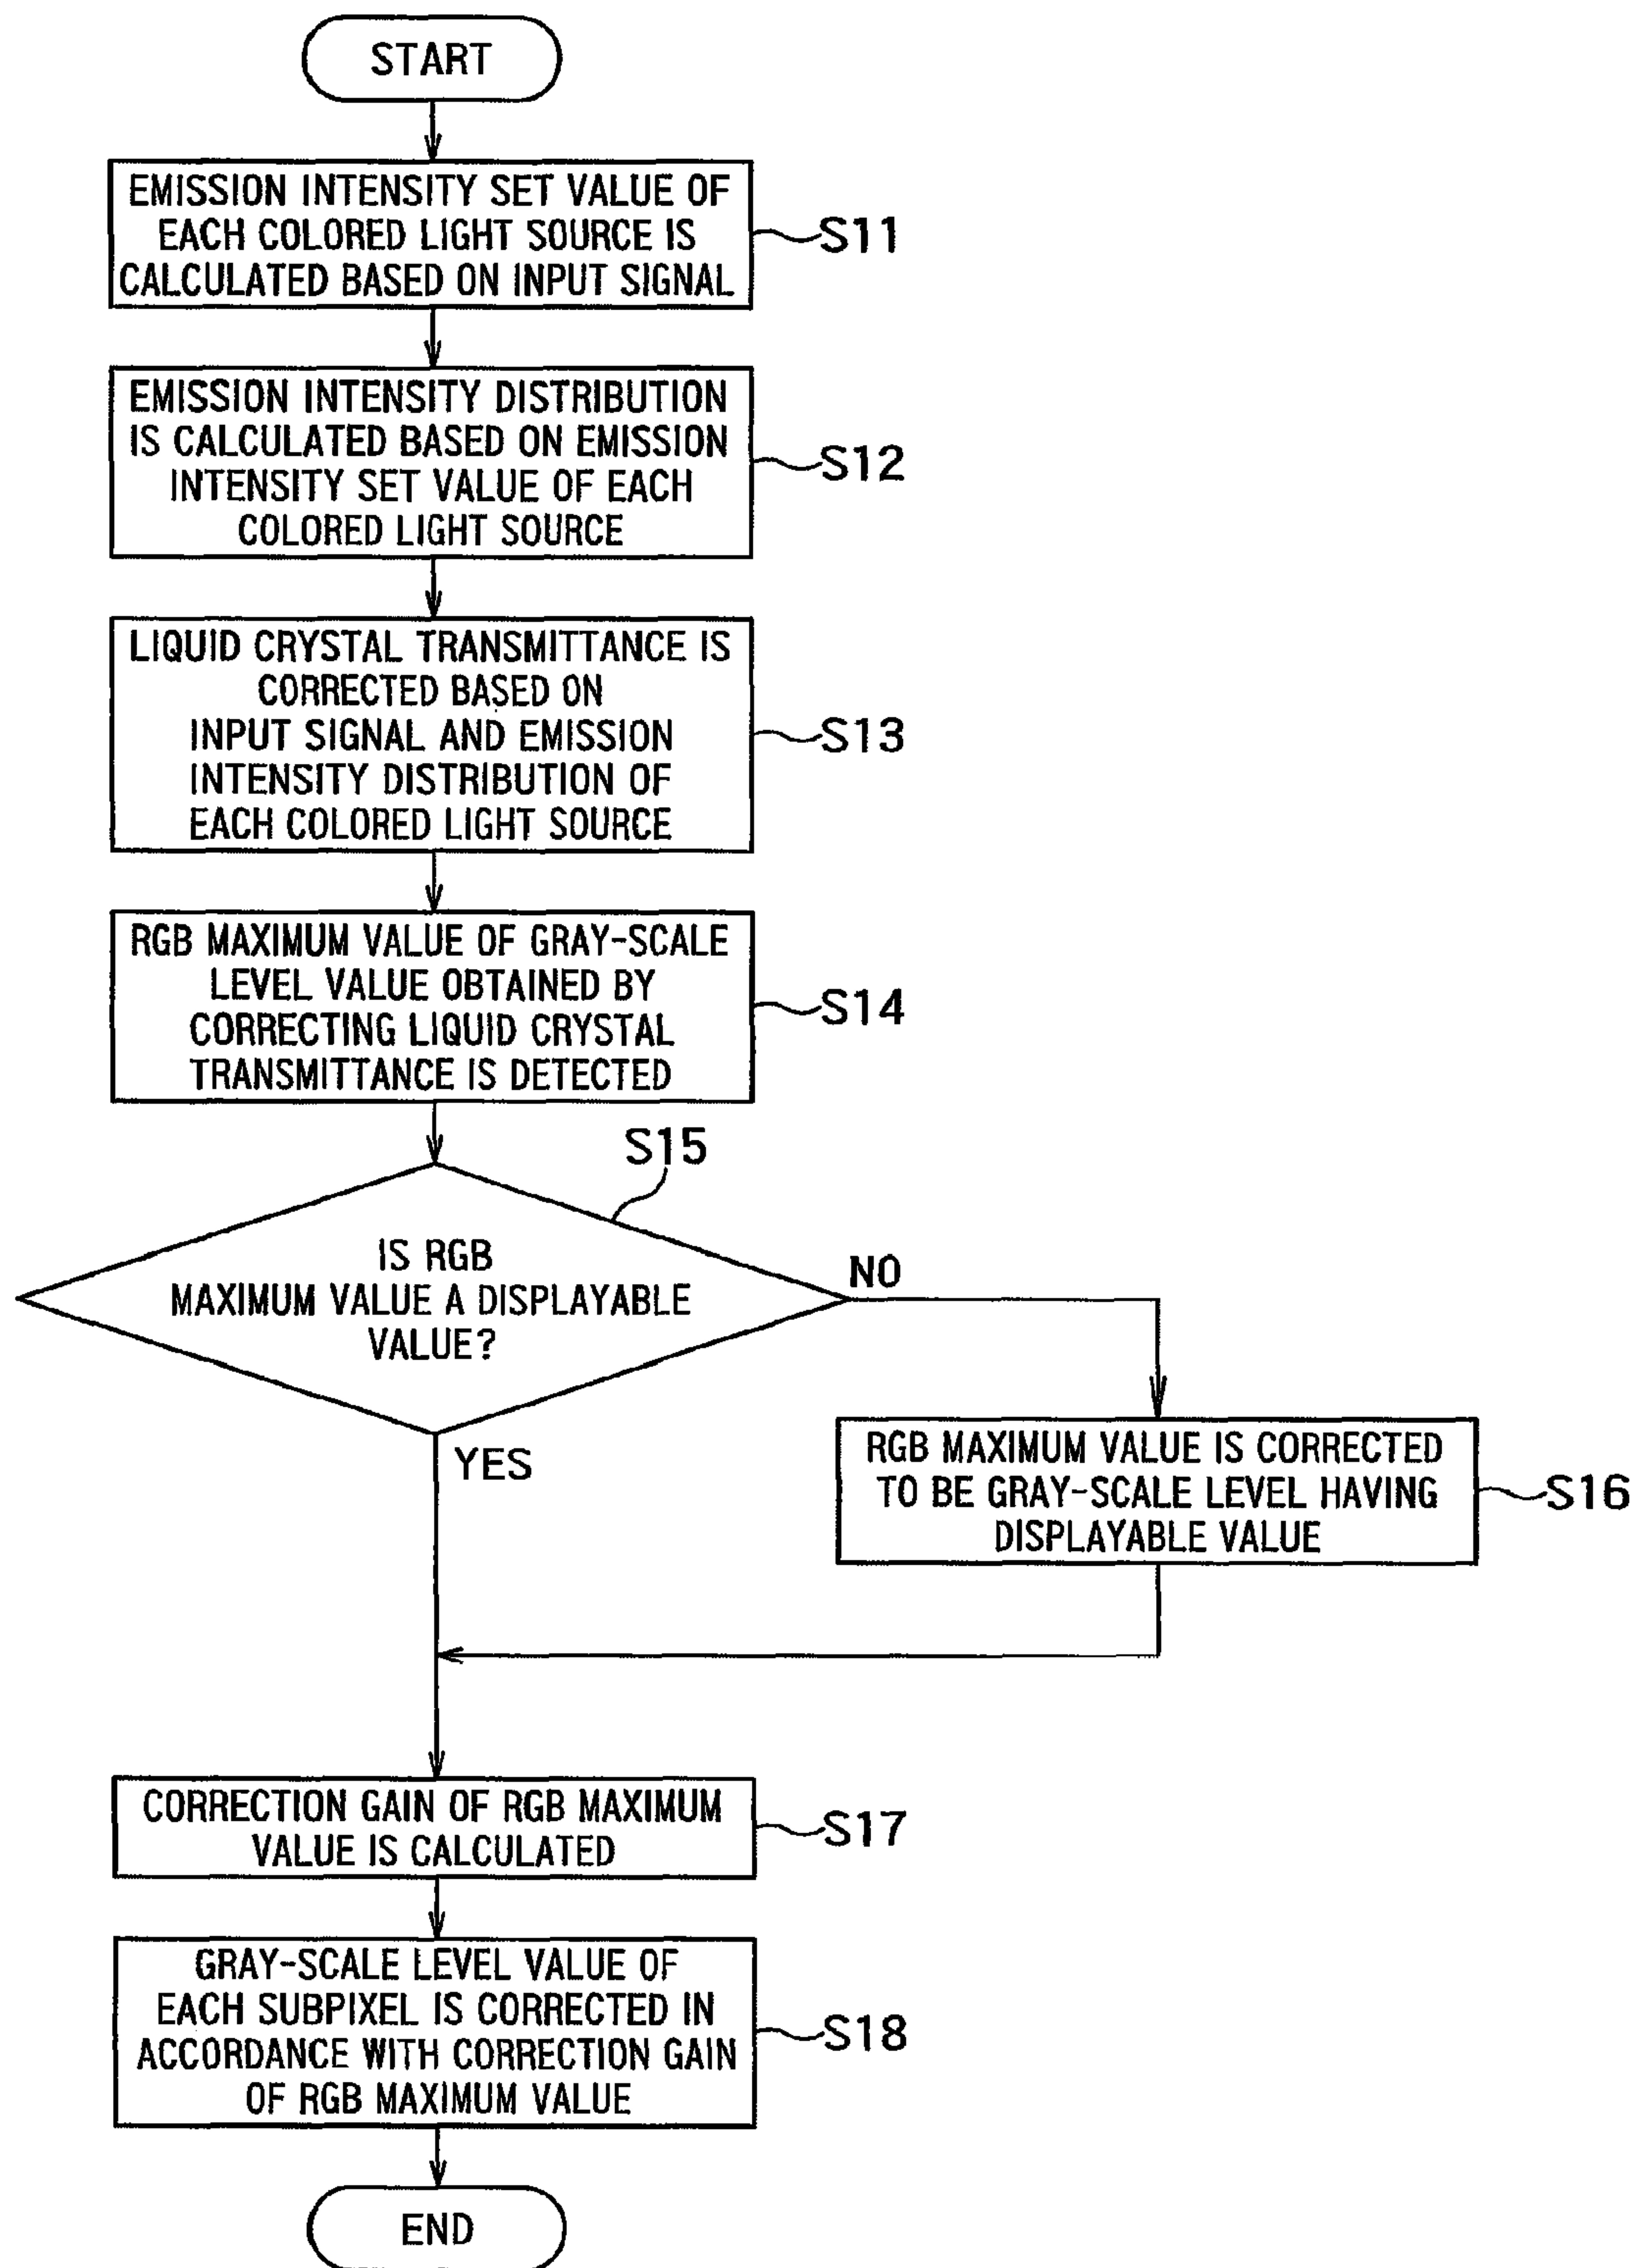 START
EMISSION INTENSITY SET VALUE OF
EACH COLORED LIGHT SOURCE IS
CALCULATED BASED ON INPUT SIGNAL
S11
EMISSION INTENSITY DISTRIBUTION
IS CALCULATED BASED ON EMISSION
INTENSITY SET VALUE OF EACH
COLORED LIGHT SOURCE
S12
LIQUID CRYSTAL TRANSMITTANCE IS
CORRECTED BASED ON
INPUT SIGNAL AND EMISSION
INTENSITY DISTRIBUTION OF
EACH COLORED LIGHT SOURCE
S13
RGB MAXIMUM VALUE OF GRAY-SCALE
LEVEL VALUE OBTAINED BY
CORRECTING LIQUID CRYSTAL
TRANSMITTANCE IS DETECTED
S14
S15
IS RGB
MAXIMUM VALUE A DISPLAYABLE
VALUE?
NO
YES
RGB MAXIMUM VALUE IS CORRECTED
TO BE GRAY-SCALE LEVEL HAVING
DISPLAYABLE VALUE
S16
CORRECTION GAIN OF RGB MAXIMUM
VALUE IS CALCULATED
S17
GRAY-SCALE LEVEL VALUE OF
EACH SUBPIXEL IS CORRECTED IN
ACCORDANCE WITH CORRECTION GAIN
OF RGB MAXIMUM VALUE
S18
END